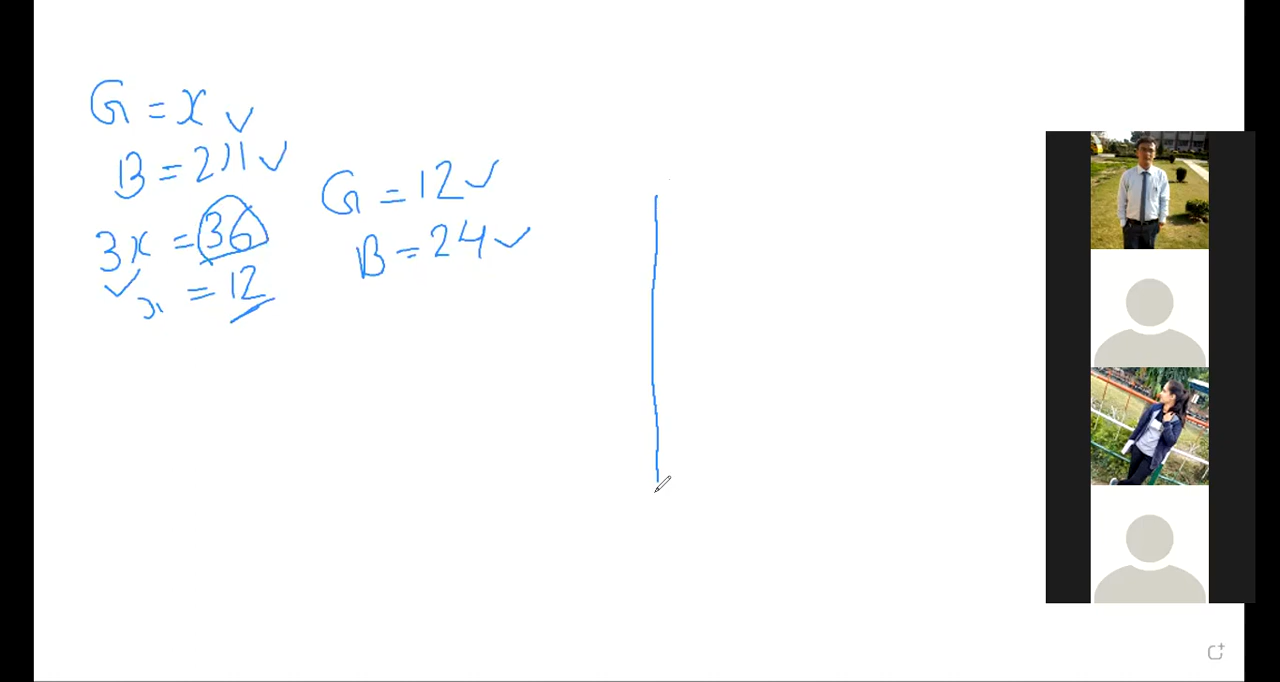 G = x ✓
B = 2x ✓
3x = 36
✓ x = 12
G = 12 ✓
B = 24 ✓